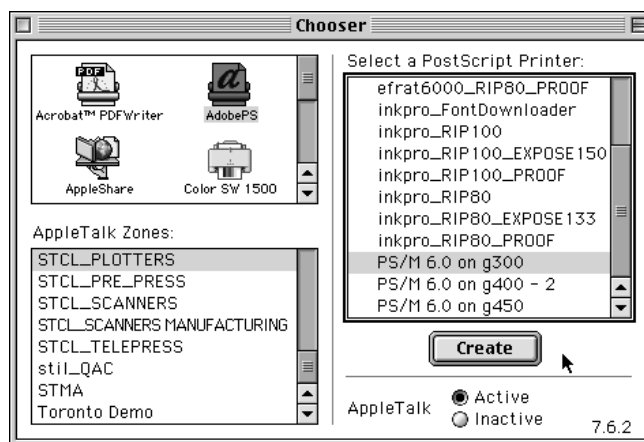 Chooser
PDF
Acrobat™ PDFWriter
AdobePS
AppleShare
Color SW 1500
AppleTalk Zones:
STCL_PLOTTERS
STCL_PRE_PRESS
STCL_SCANNERS
STCL_SCANNERS MANUFACTURING
STCL_TELEPRESS
stil_QAC
STMA
Toronto Demo
Select a PostScript Printer:
efrat6000_RIP80_PROOF
inkpro_FontDownloader
inkpro_RIP100
inkpro_RIP100_EXPOSE150
inkpro_RIP100_PROOF
inkpro_RIP80
inkpro_RIP80_EXPOSE133
inkpro_RIP80_PROOF
PS/M 6.0 on g300
PS/M 6.0 on g400 - 2
PS/M 6.0 on g450
Create
AppleTalk
Active
Inactive
7.6.2